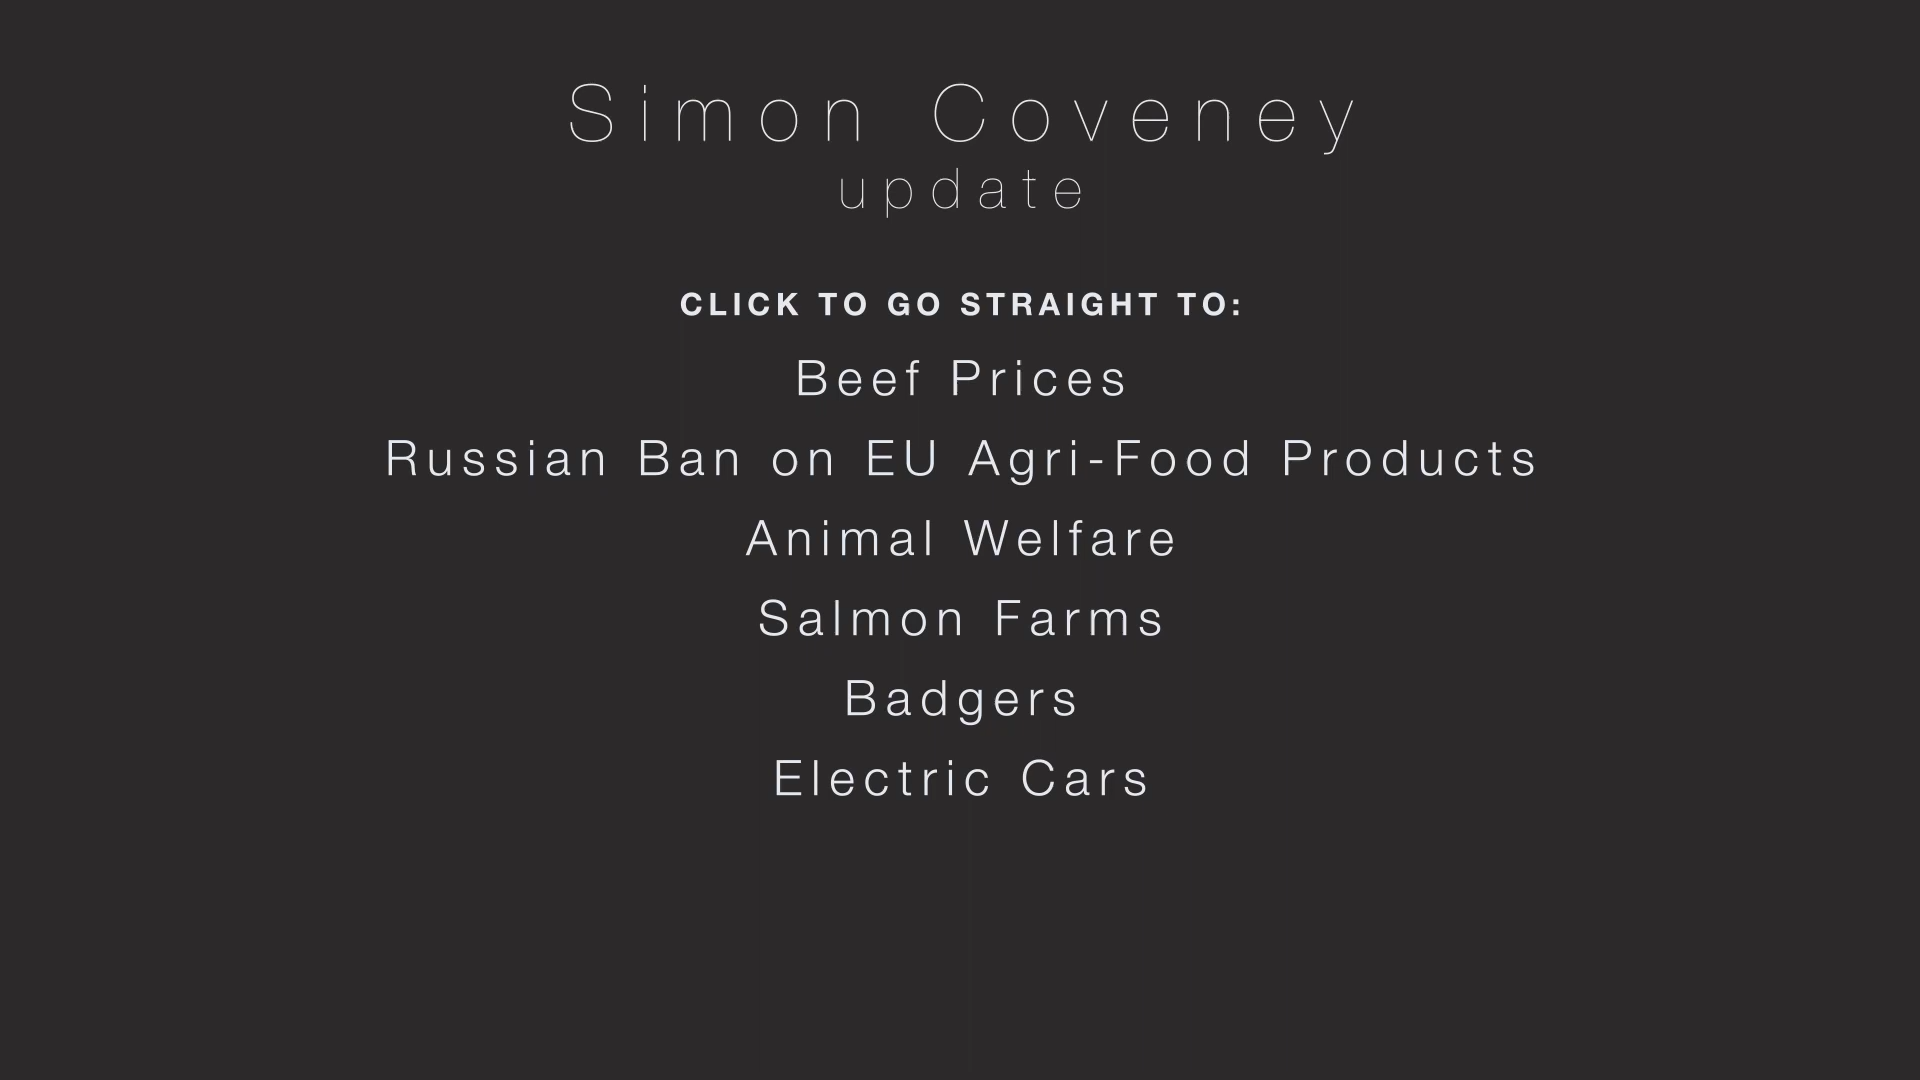 Simon Coveney
update
CLICK TO GO STRAIGHT TO:
Beef Prices
Russian Ban on EU Agri-Food Products
Animal Welfare
Salmon Farms
Badgers
Electric Cars